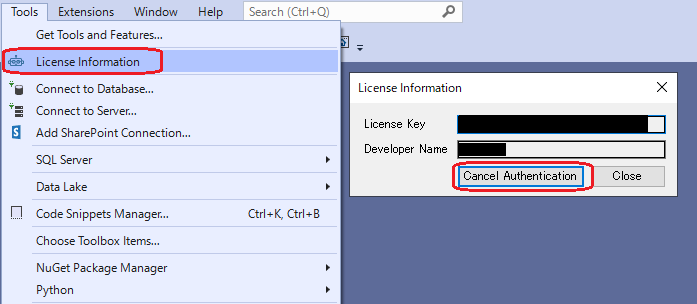 Tools Extensions Window Help Search (Ctrl+Q)
Get Tools and Features...
License Information
Connect to Database...
Connect to Server...
Add SharePoint Connection...
SQL Server
Data Lake
Code Snippets Manager... Ctrl+K, Ctrl+B
Choose Toolbox Items...
NuGet Package Manager
Python
License Information
License Key
Developer Name
Cancel Authentication Close